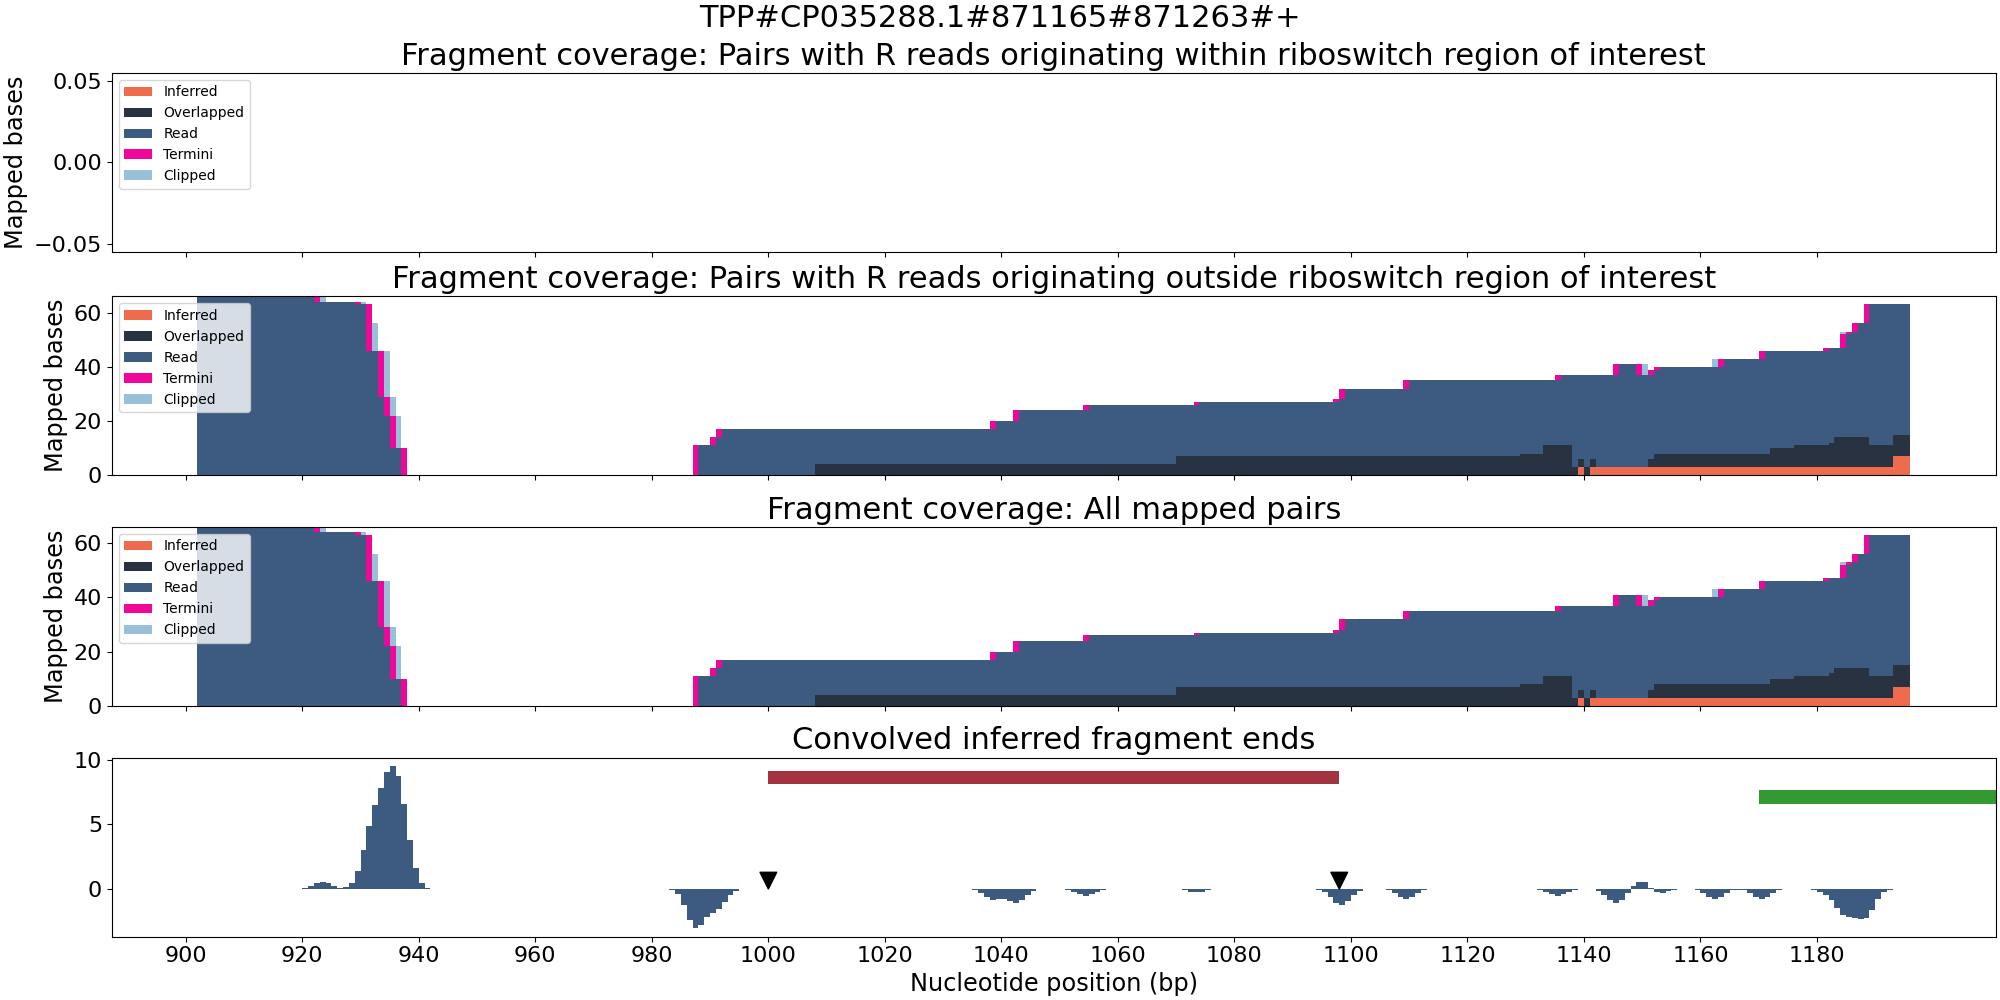 TPP#CP035288.1#871165#871263#+
Fragment coverage: Pairs with R reads originating within riboswitch region of interest
Mapped bases
0.05
0.00
−0.05
Inferred
Overlapped
Read
Termini
Clipped
Fragment coverage: Pairs with R reads originating outside riboswitch region of interest
Mapped bases
60
40
20
0
Inferred
Overlapped
Read
Termini
Clipped
Fragment coverage: All mapped pairs
Mapped bases
60
40
20
0
Inferred
Overlapped
Read
Termini
Clipped
Convolved inferred fragment ends
10
5
0
900 920 940 960 980 1000 1020 1040 1060 1080 1100 1120 1140 1160 1180
Nucleotide position (bp)